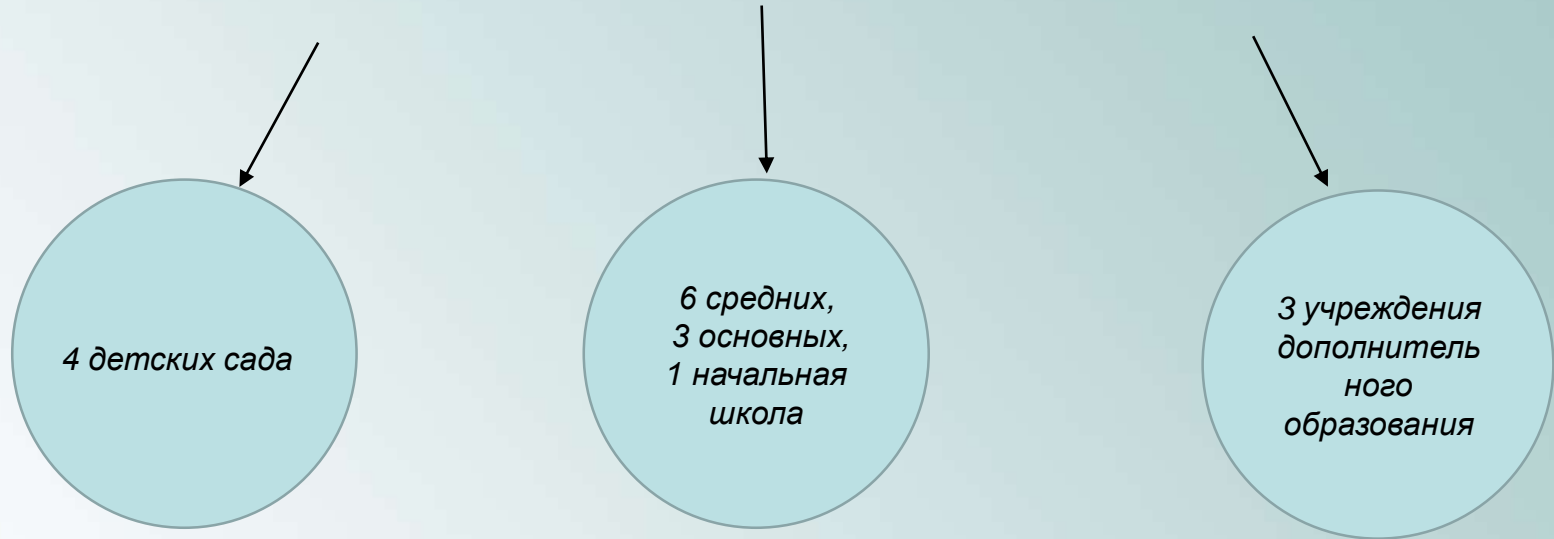 4 детских сада
6 средних,
3 основных,
1 начальная
школа
3 учреждения
дополнитель
ного
образования